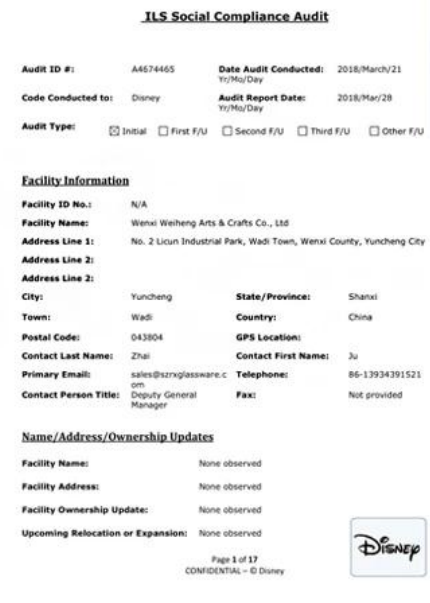 ILS Social Compliance Audit
Audit ID #: A4674465 Date Audit Conducted: 2018/March/21
Yr/Mo/Day
Code Conducted to: Disney Audit Report Date: 2018/Mar/28
Yr/Mo/Day
Audit Type: ☒ Initial ☐ First F/U ☐ Second F/U ☐ Third F/U ☐ Other F/U
Facility Information
Facility ID No.: N/A
Facility Name: Wenxi Weiheng Arts & Crafts Co., Ltd
Address Line 1: No. 2 Licun Industrial Park, Wadi Town, Wenxi County, Yuncheng City
Address Line 2:
Address Line 2:
City: Yuncheng State/Province: Shanxi
Town: Wadi Country: China
Postal Code: 043804 GPS Location:
Contact Last Name: Zhai Contact First Name: Ju
Primary Email: sales@szrxglassware.c Telephone: 86-13934391521
om
Contact Person Title: Deputy General Fax: Not provided
Manager
Name/Address/Ownership Updates
Facility Name: None observed
Facility Address: None observed
Facility Ownership Update: None observed
Upcoming Relocation or Expansion: None observed
Page 1 of 17
CONFIDENTIAL – © Disney
Disney